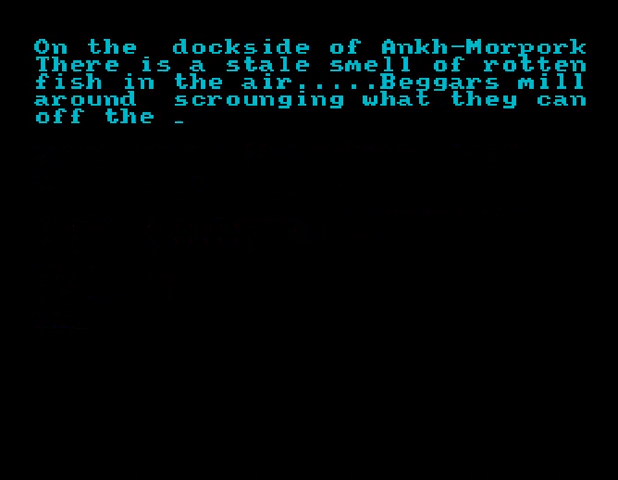 On the  dockside of Ankh-Morpork
There is a stale smell of rotten
fish in the air.....Beggars mill
around  scrounging what they can
off the _